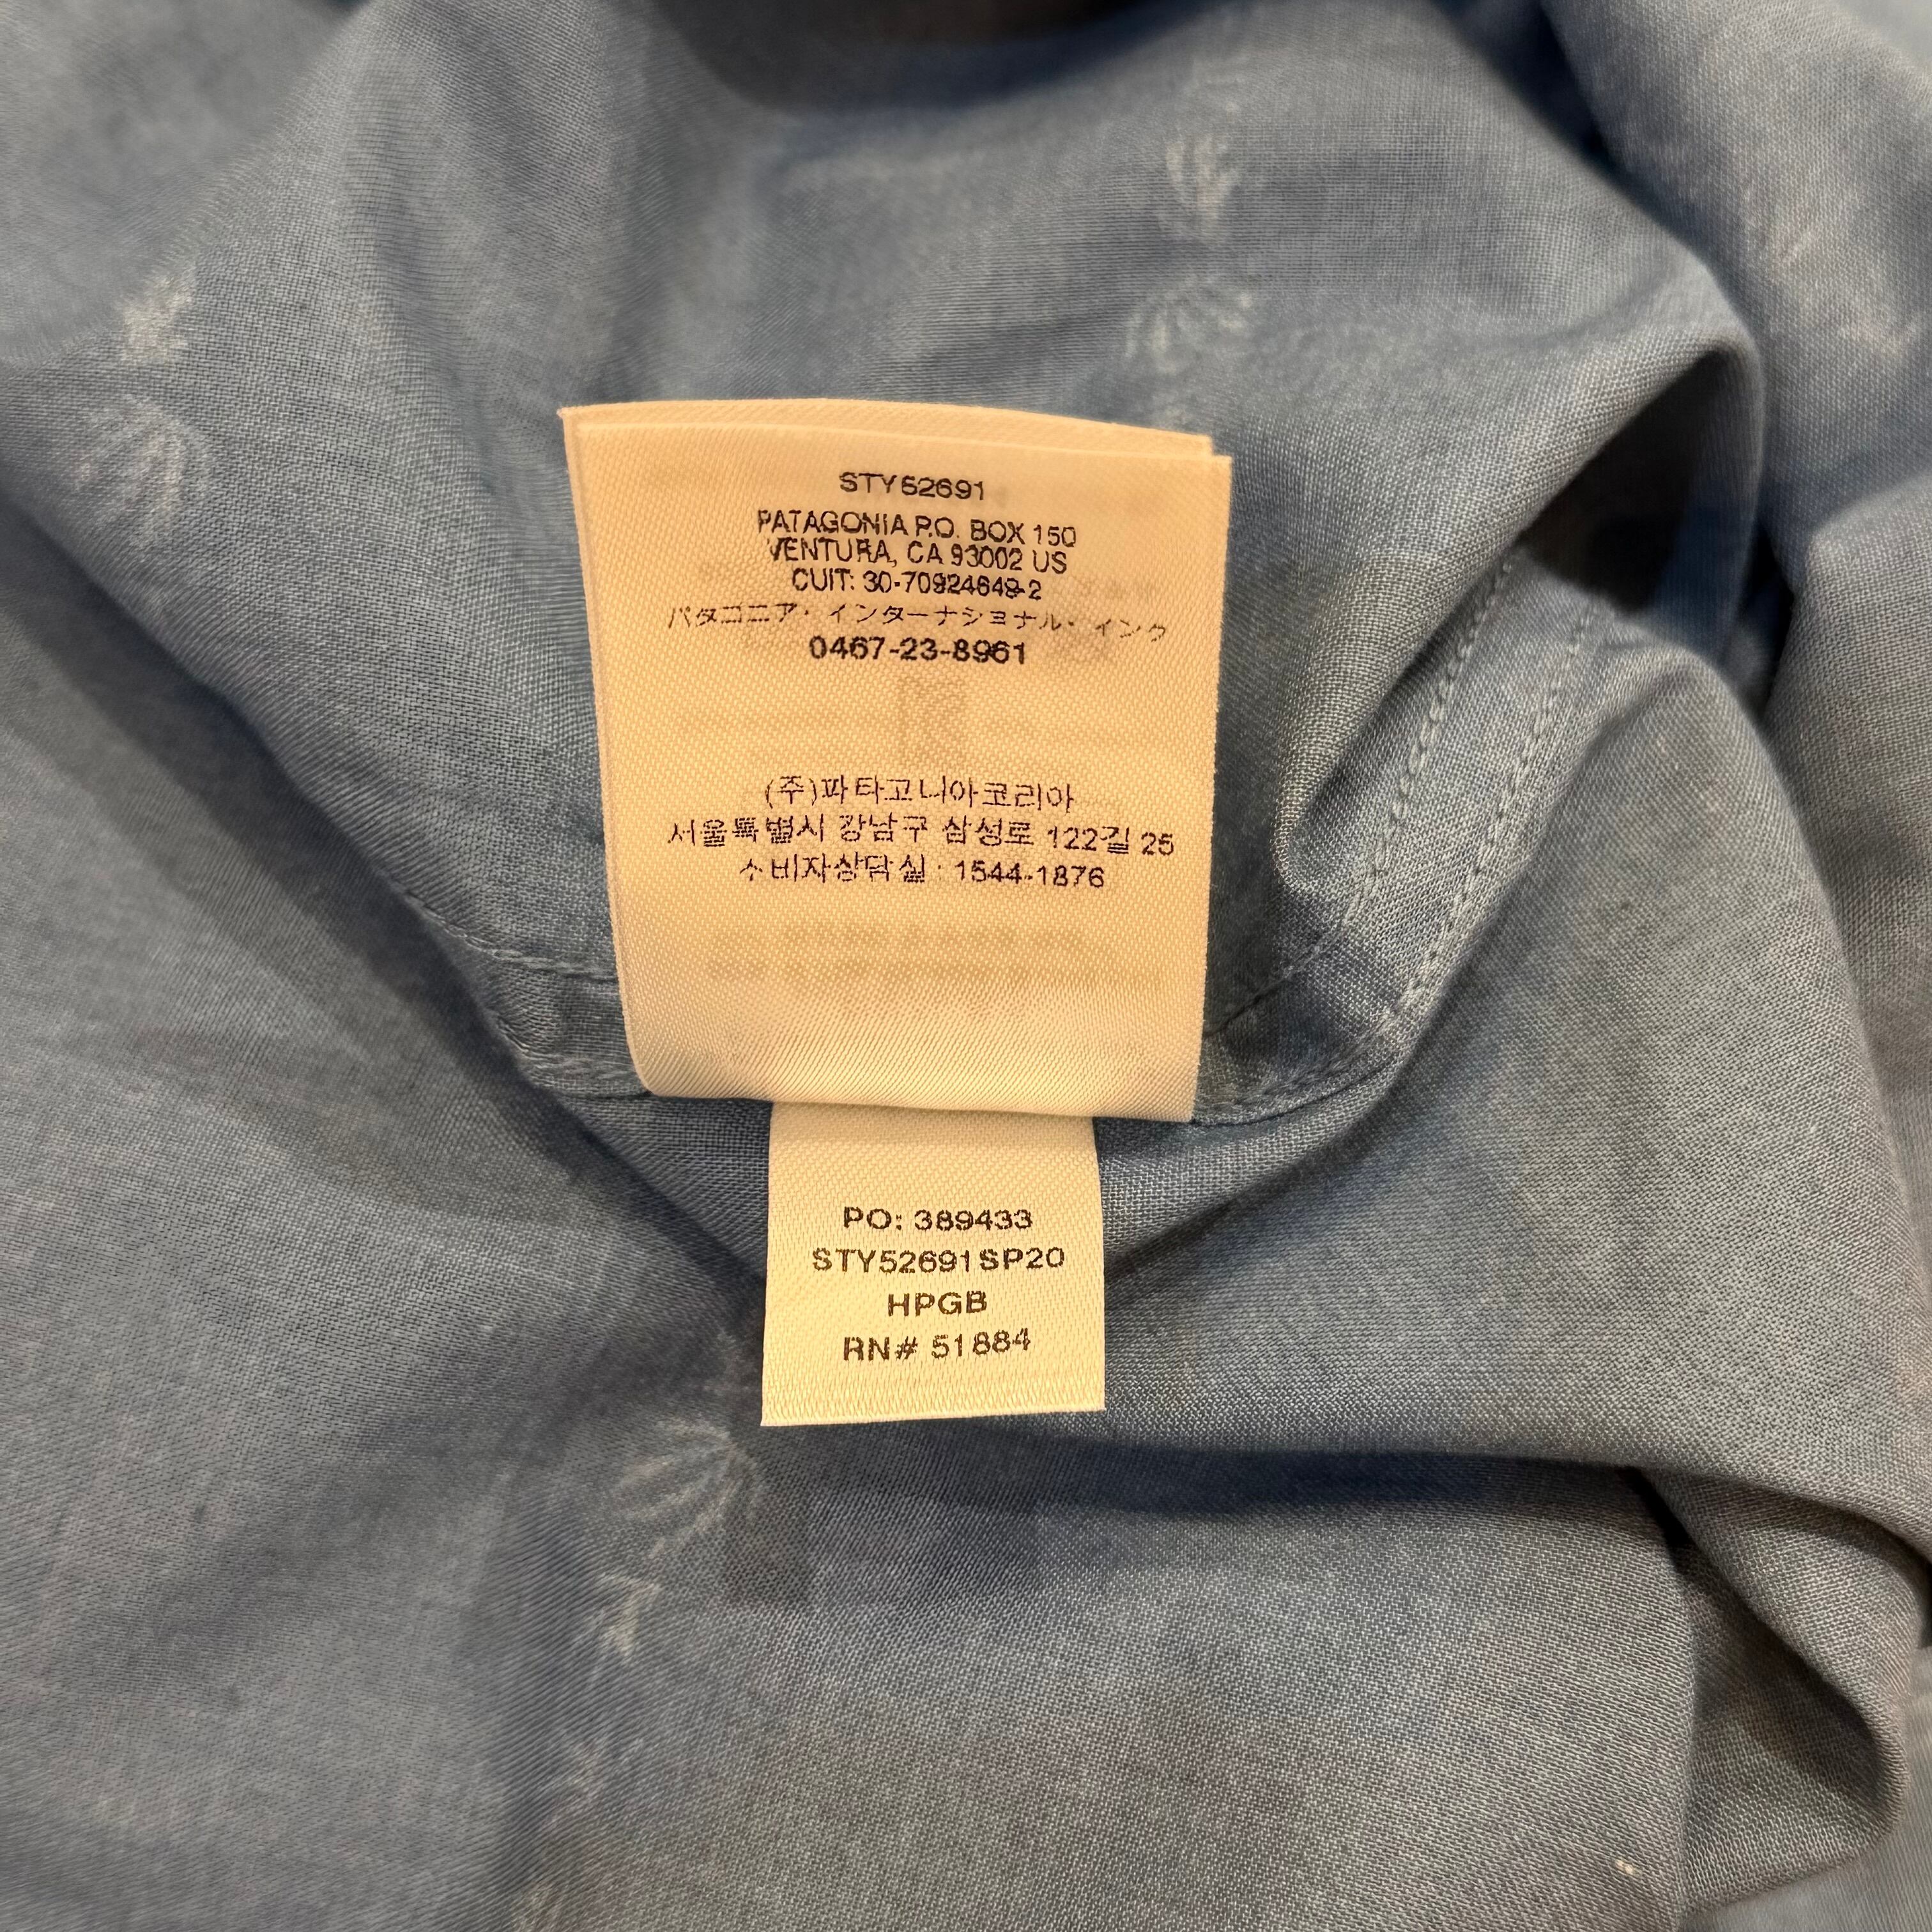 STY52691
PATAGONIA P.O. BOX 150
VENTURA, CA 93002 US
CUIT: 30-70924649-2
パタゴニア・インターナショナル・インク
0467-23-8961
(주)파타고니아코리아
서울특별시 강남구 삼성로 122길 25
소비자상담실 : 1544-1876
PO: 389433
STY52691SP20
HPGB
RN# 51884